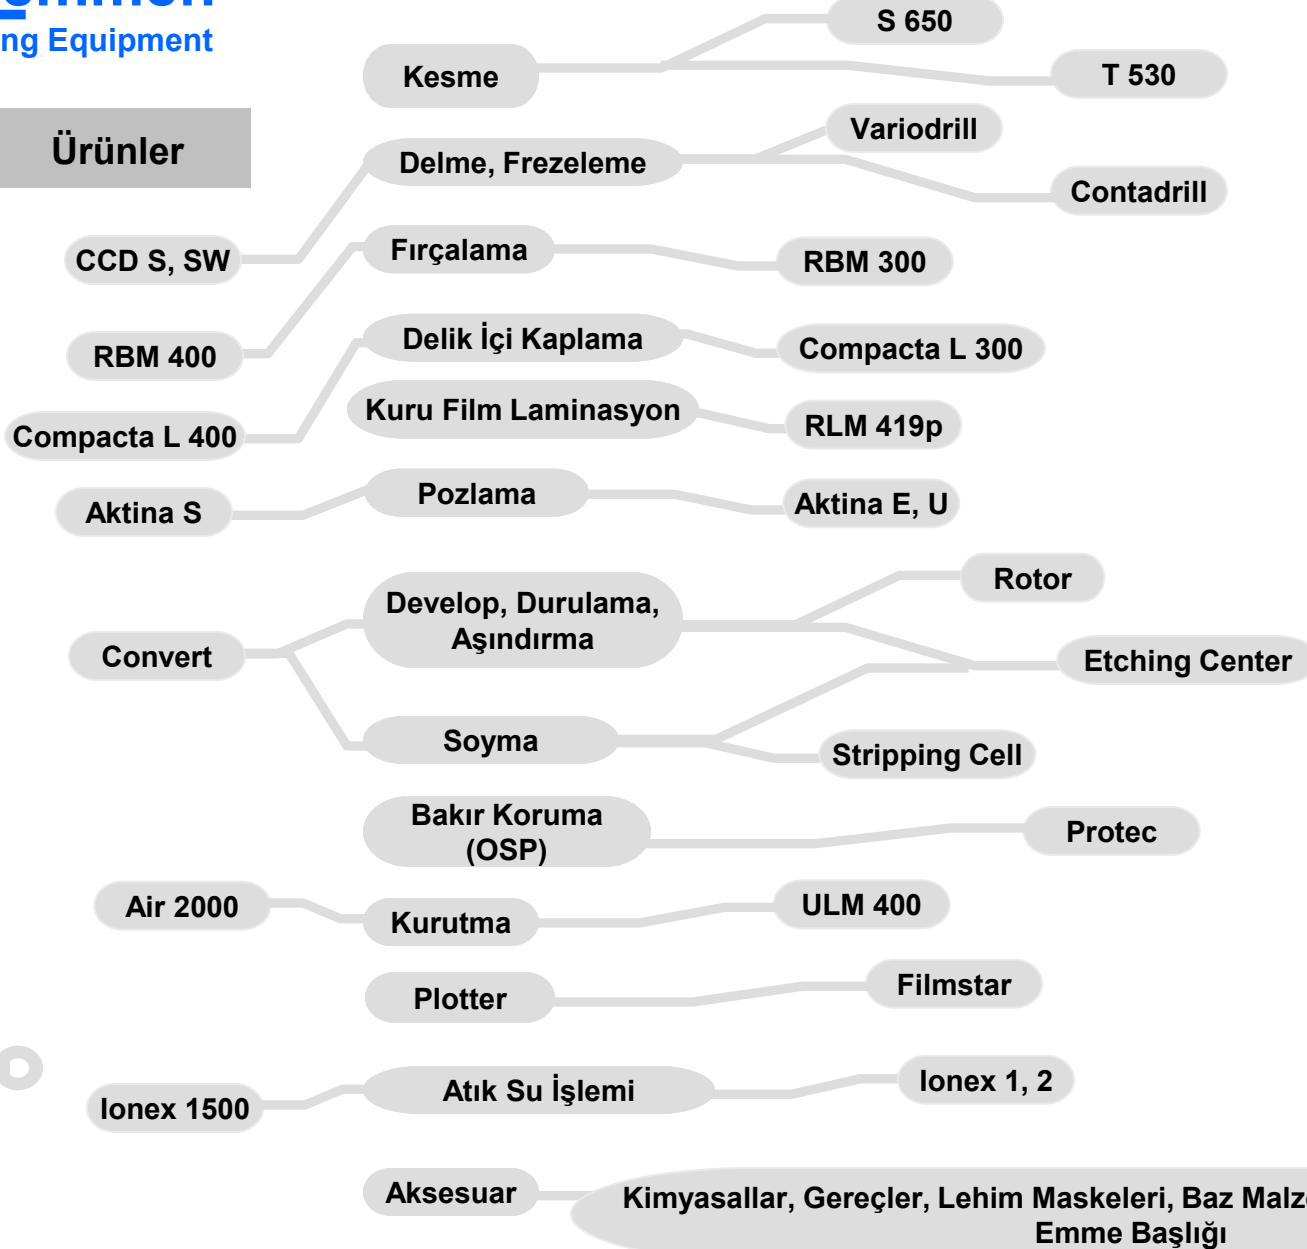 ng Equipment
S 650
Kesme
T 530
Ürünler
Variodrill
Delme, Frezeleme
Contadrill
CCD S, SW
Fırçalama
RBM 300
RBM 400
Delik İçi Kaplama
Compacta L 300
Kuru Film Laminasyon
RLM 419p
Compacta L 400
Pozlama
Aktina E, U
Aktina S
Rotor
Develop, Durulama,
Aşındırma
Convert
Etching Center
Soyma
Stripping Cell
Bakır Koruma
(OSP)
Protec
Air 2000
Kurutma
ULM 400
Plotter
Filmstar
Atık Su İşlemi
Ionex 1, 2
Ionex 1500
Aksesuar
Kimyasallar, Gereçler, Lehim Maskeleri, Baz Malz
Emme Başlığı